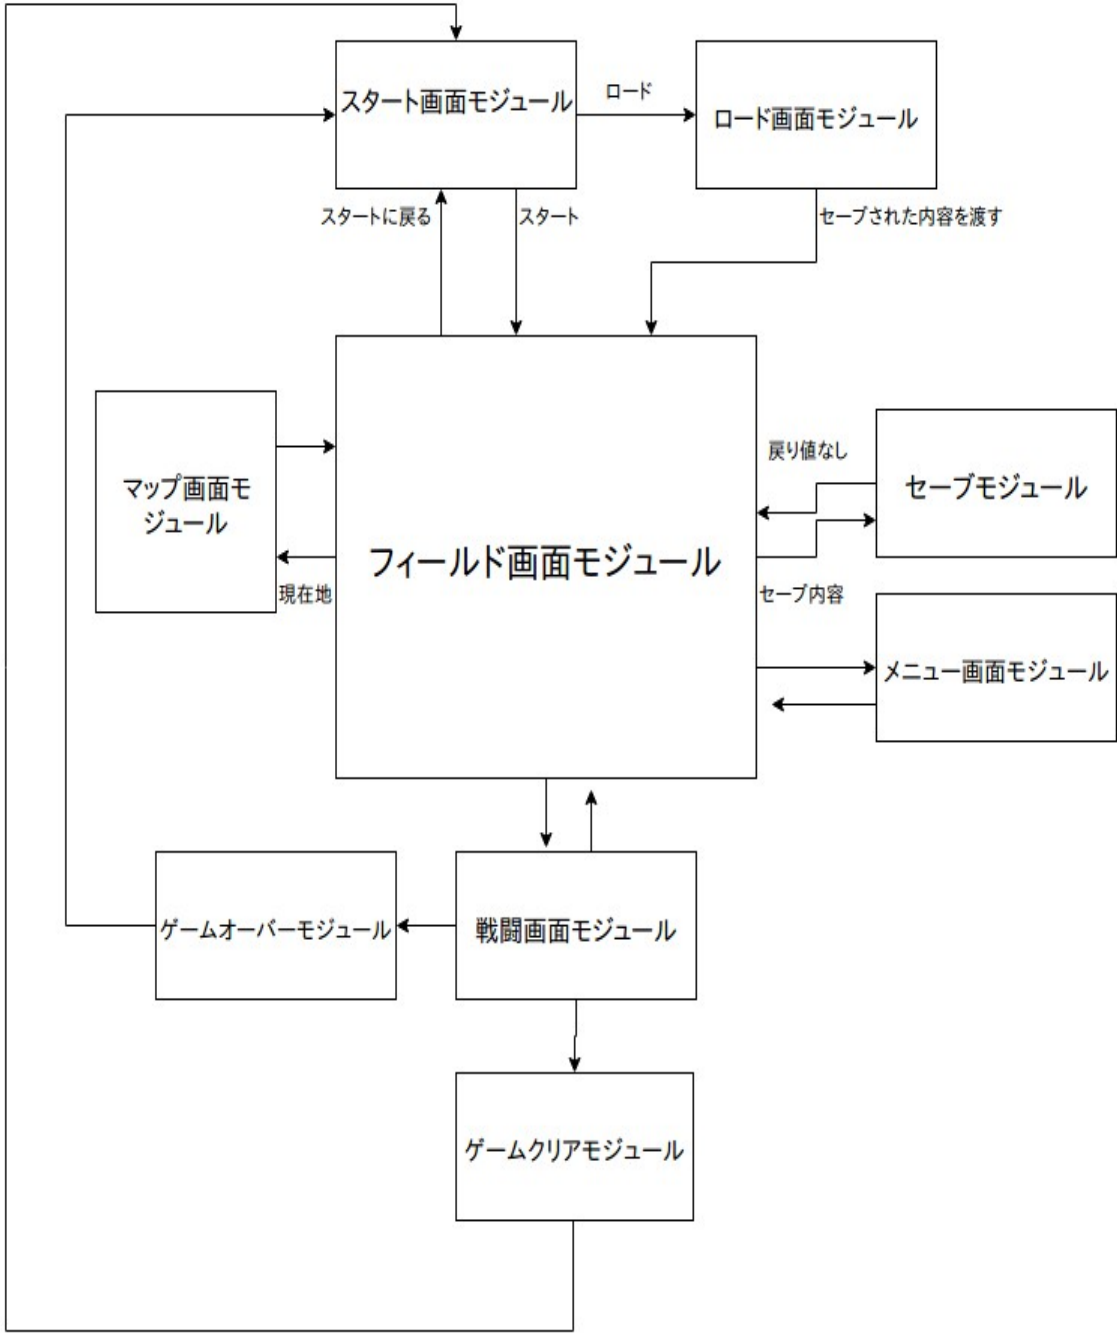 スタート画面モジュール
ロード
ロード画面モジュール
スタートに戻る
スタート
セーブされた内容を渡す
マップ画面モ
ジュール
現在地
フィールド画面モジュール
戻り値なし
セーブモジュール
セーブ内容
メニュー画面モジュール
ゲームオーバーモジュール
戦闘画面モジュール
ゲームクリアモジュール